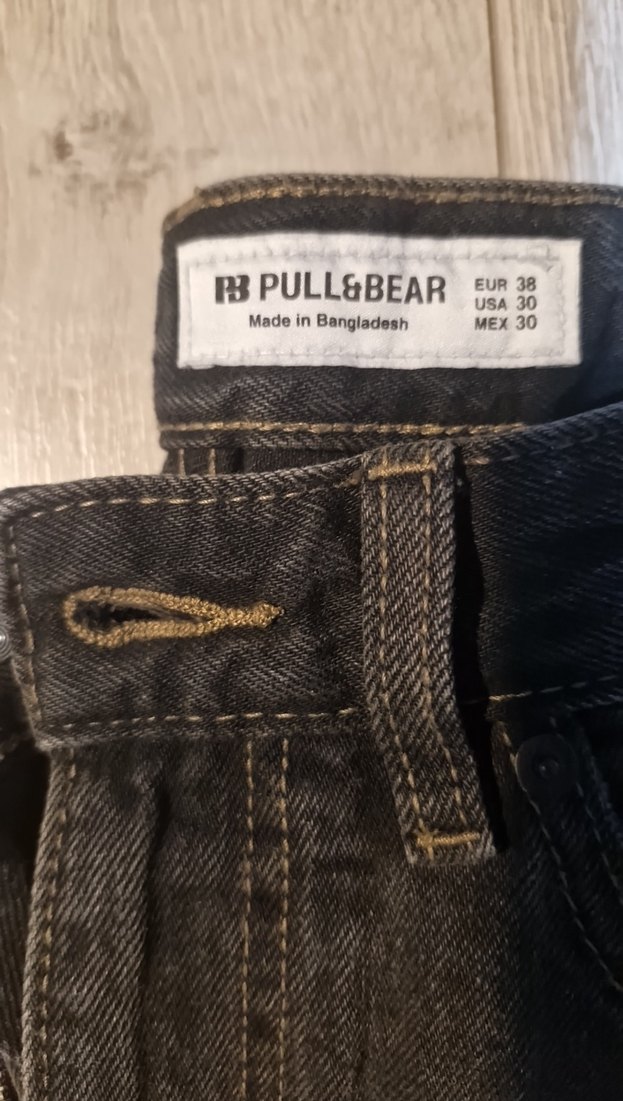 PB PULL&BEAR
Made in Bangladesh
EUR 38
USA 30
MEX 30